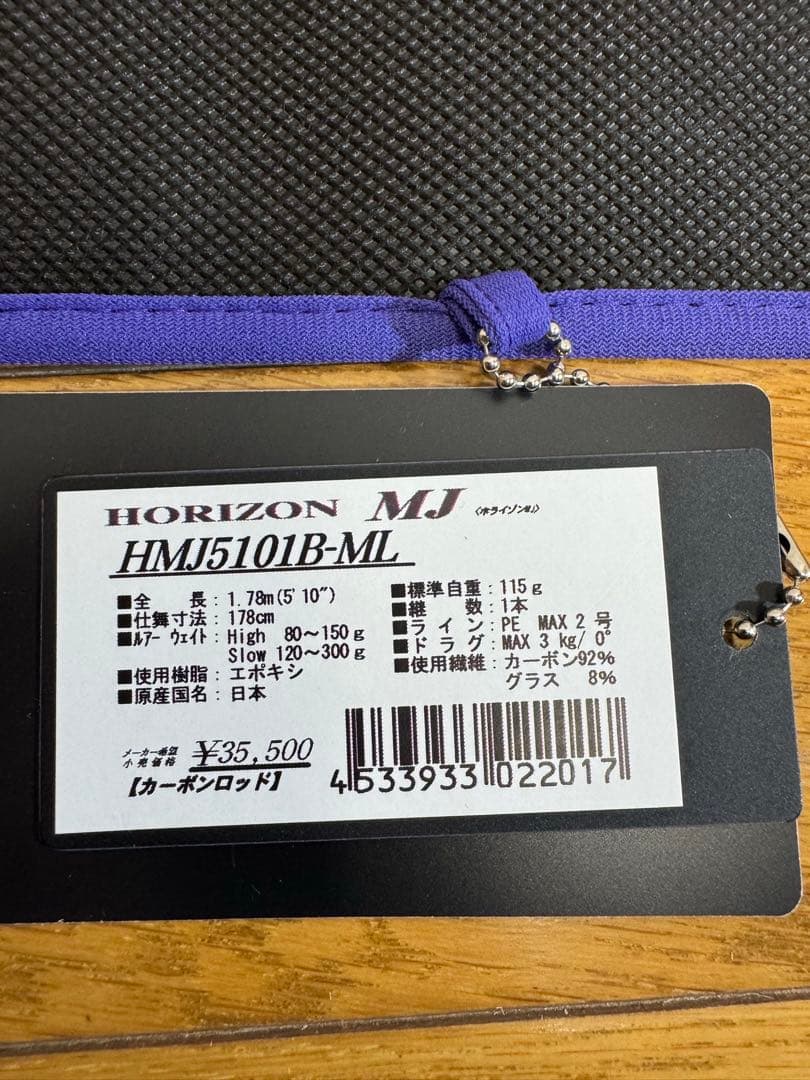 HORIZON MJ 〈ホライゾンMJ〉
HMJ5101B-ML
■全長：1.78m(5'10")
■仕舞寸法：178cm
■ルアーウェイト：High 80～150g
Slow 120～300g
■使用樹脂：エポキシ
■原産国名：日本
■標準自重：115g
■継数：1本
■ライン：PE MAX 2号
■ドラグ：MAX 3kg/0°
■使用繊維：カーボン92%
グラス 8%
メーカー希望
小売価格 ¥35,500
【カーボンロッド】
4533933022017